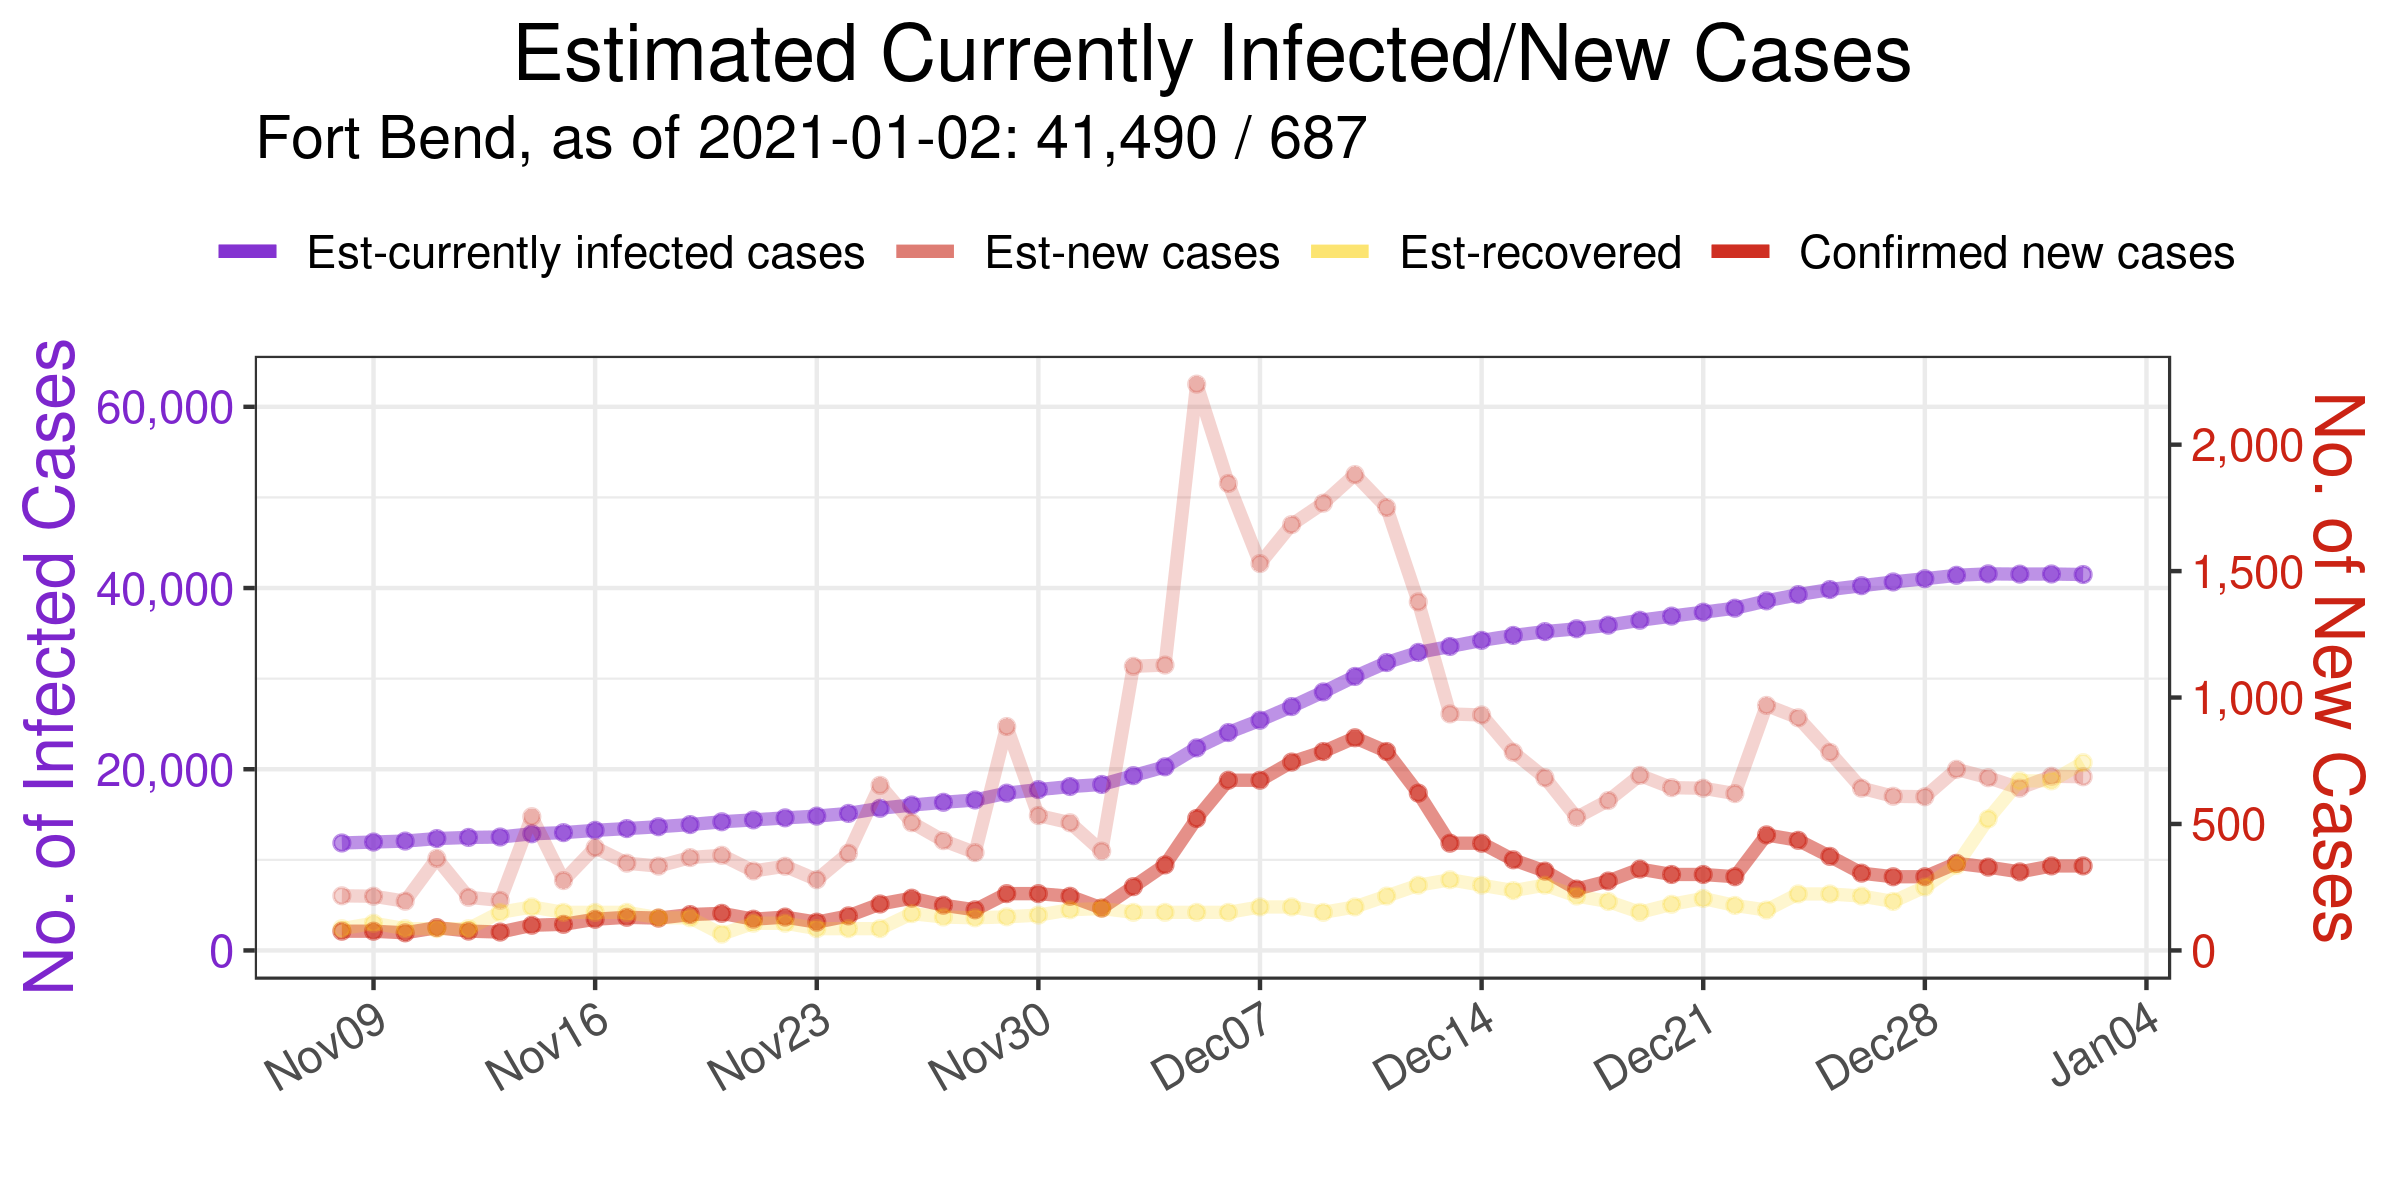 Estimated Currently Infected/New Cases
Fort Bend, as of 2021-01-02: 41,490 / 687
Est-currently infected cases Est-new cases Est-recovered Confirmed new cases
No. of Infected Cases
60,000
40,000
20,000
0
2,000
1,500
1,000
500
0
No. of New Cases
Nov09 Nov16 Nov23 Nov30 Dec07 Dec14 Dec21 Dec28 Jan04